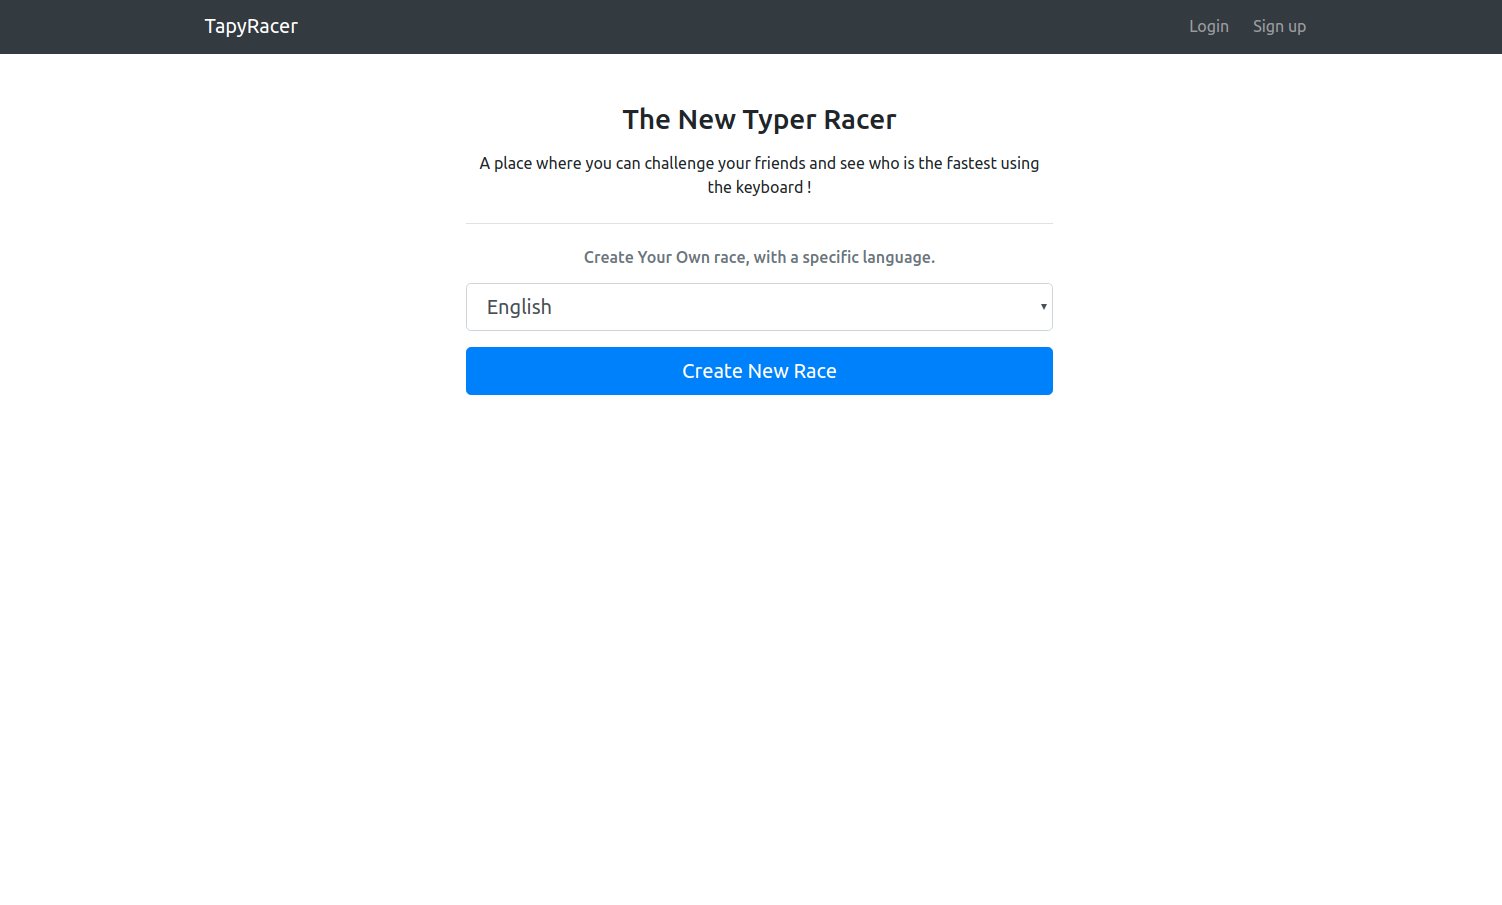 TapyRacer
Login
Sign up
The New Typer Racer
A place where you can challenge your friends and see who is the fastest using
the keyboard !
Create Your Own race, with a specific language.
English
Create New Race